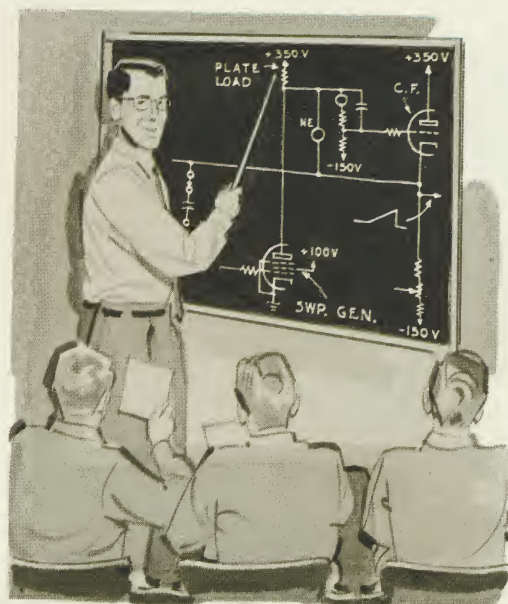 +350V
PLATE
LOAD
+350V
C.F.
NE
-150V
+100V
SWP. GEN.
-150V